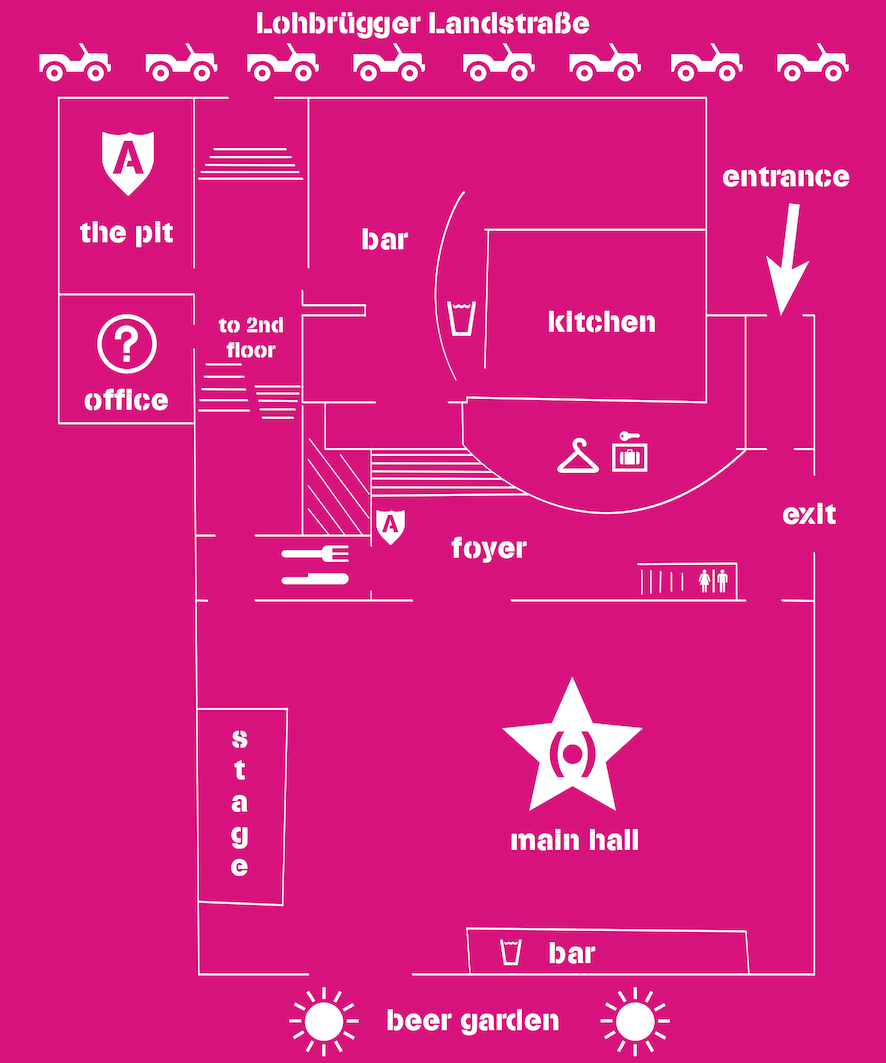 Lohbrügger Landstraße
A
the pit
entrance
bar
kitchen
to 2nd
floor
?
office
A
exit
foyer
stage
main hall
bar
beer garden